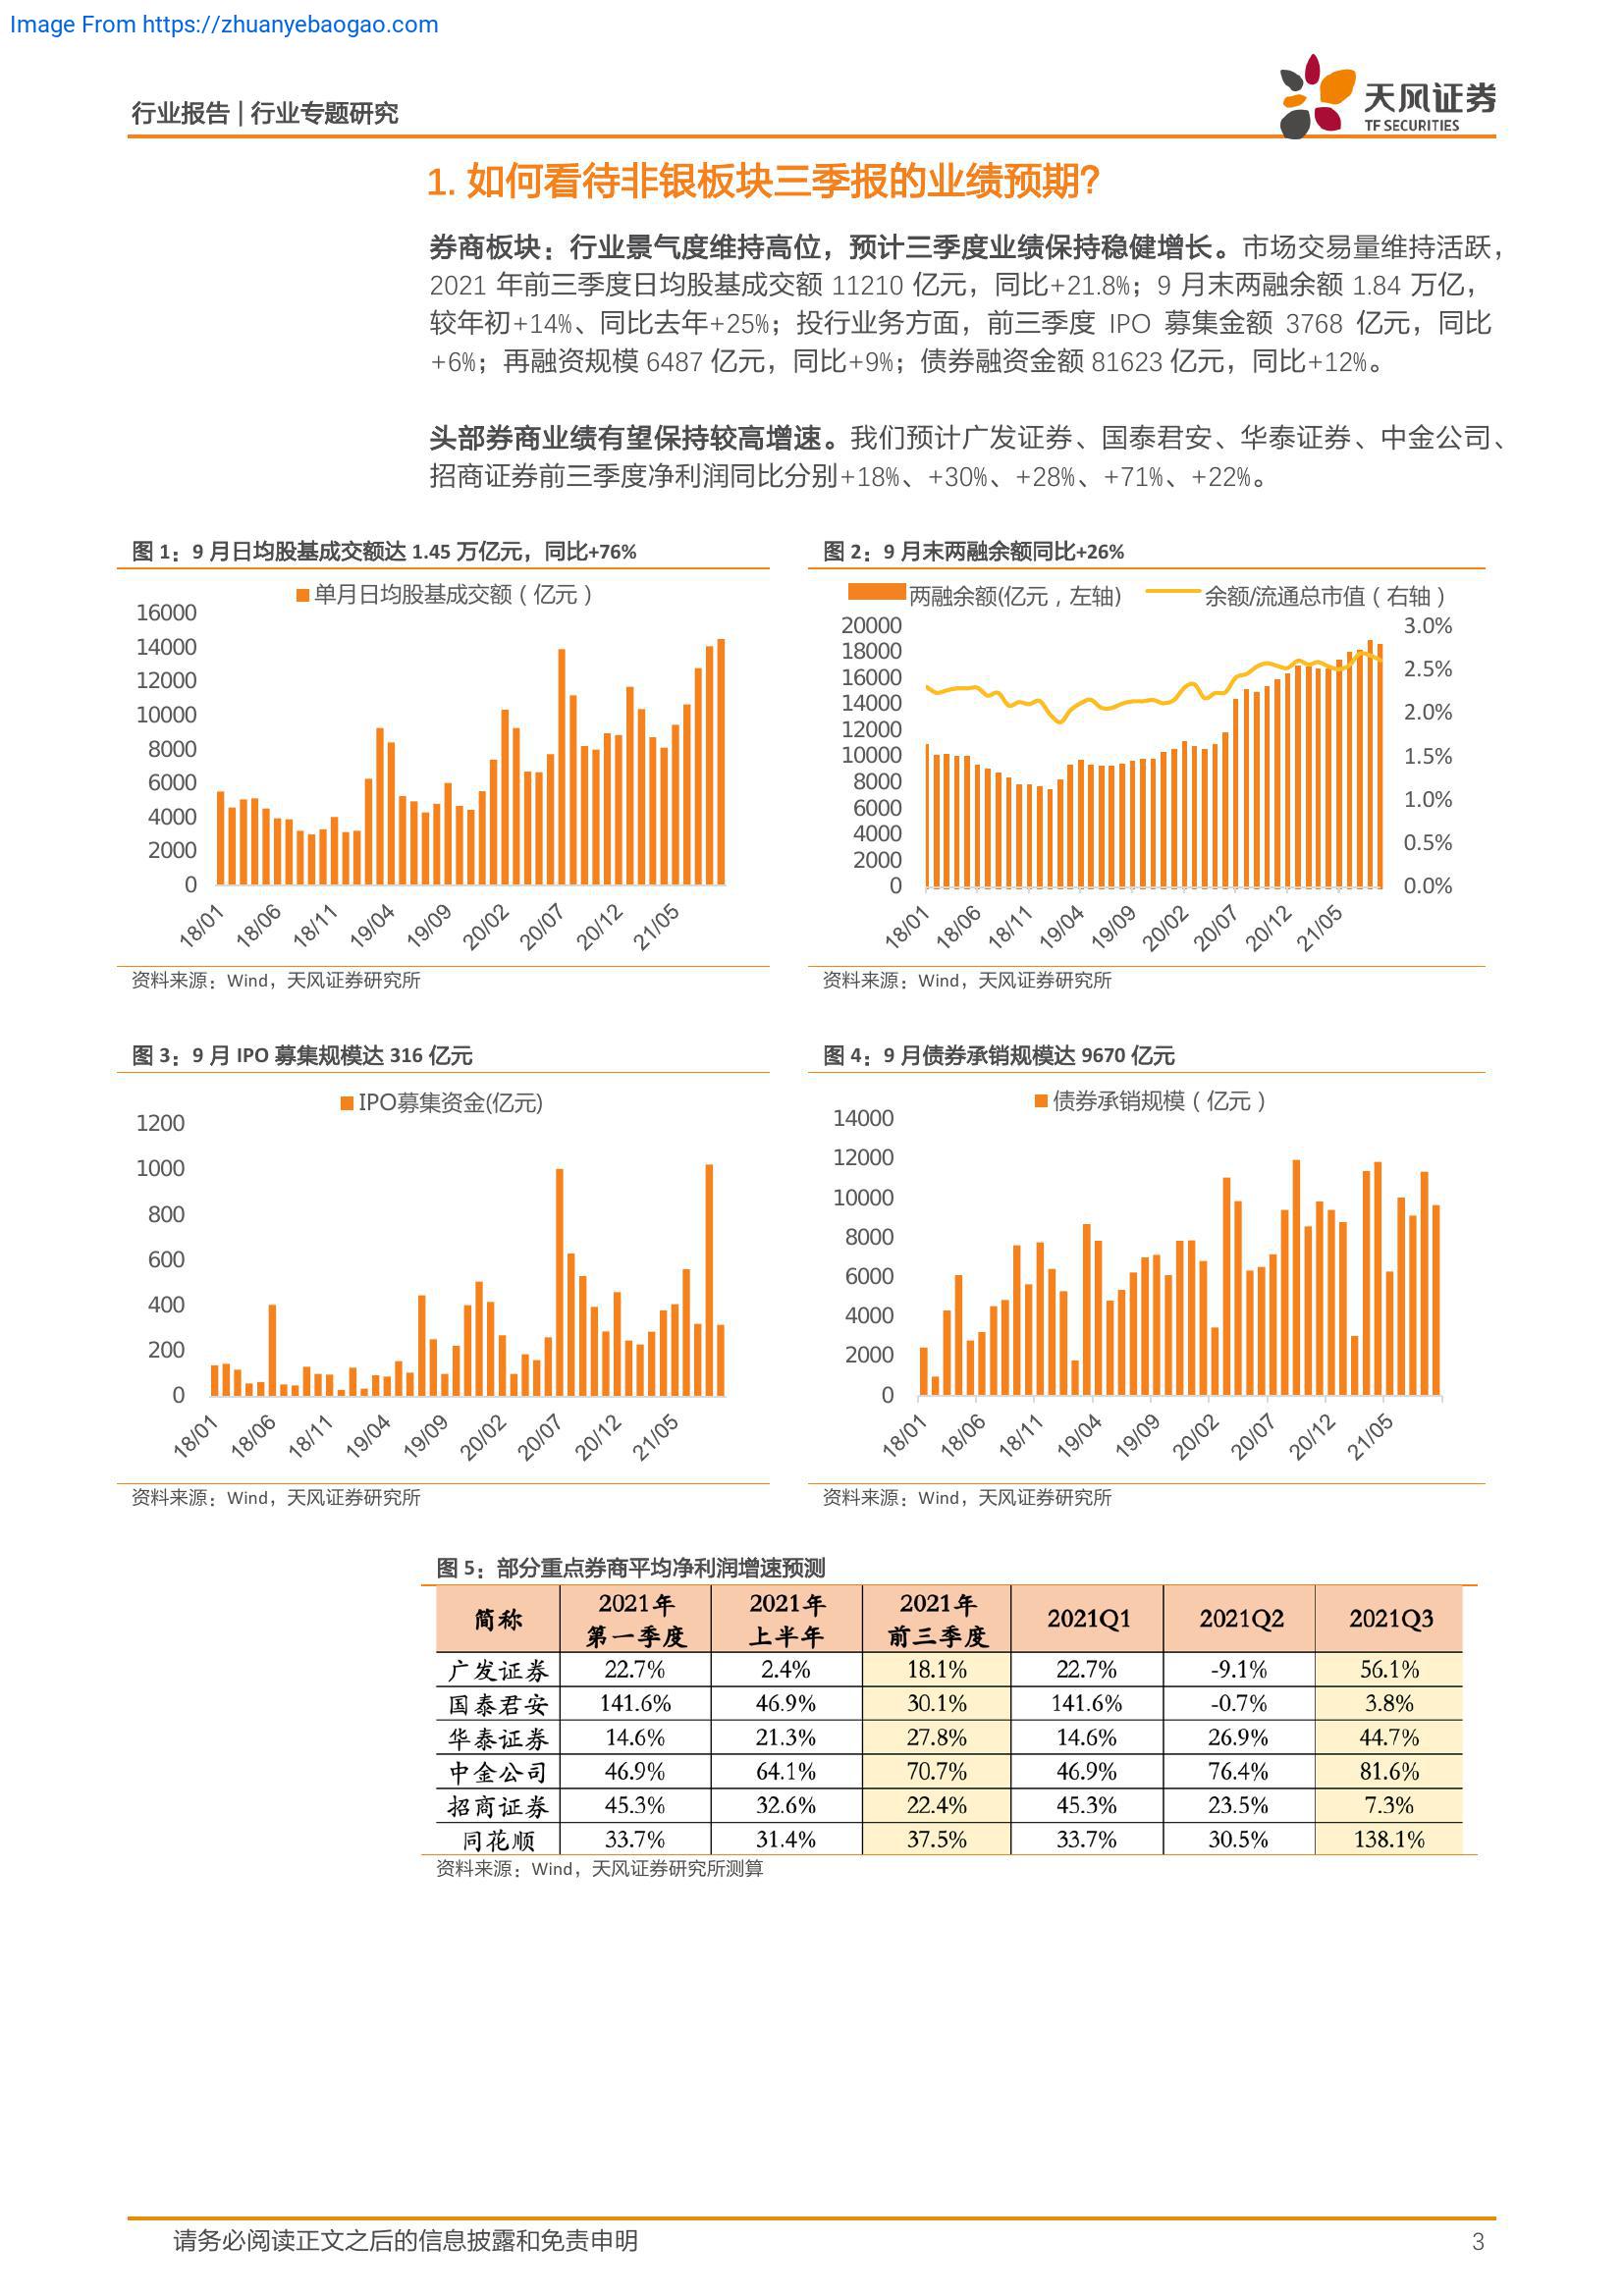 Image From https://zhuanyebaogao.com
行业报告 | 行业专题研究
天风证券
TF SECURITIES
1. 如何看待非银板块三季报的业绩预期？
券商板块：行业景气度维持高位，预计三季度业绩保持稳健增长。市场交易量维持活跃，
2021 年前三季度日均股基成交额 11210 亿元，同比+21.8%；9 月末两融余额 1.84 万亿，
较年初+14%、同比去年+25%；投行业务方面，前三季度 IPO 募集金额 3768 亿元，同比
+6%；再融资规模 6487 亿元，同比+9%；债券融资金额 81623 亿元，同比+12%。
头部券商业绩有望保持较高增速。我们预计广发证券、国泰君安、华泰证券、中金公司、
招商证券前三季度净利润同比分别+18%、+30%、+28%、+71%、+22%。
图 1：9 月日均股基成交额达 1.45 万亿元，同比+76%
单月日均股基成交额（亿元）
16000
14000
12000
10000
8000
6000
4000
2000
0
18/01 18/06 18/11 19/04 19/09 20/02 20/07 20/12 21/05
资料来源：Wind，天风证券研究所
图 2：9 月末两融余额同比+26%
两融余额(亿元，左轴) 余额/流通总市值（右轴）
20000 3.0%
18000
16000 2.5%
14000
12000 2.0%
10000 1.5%
8000
6000 1.0%
4000 0.5%
2000
0 0.0%
18/01 18/06 18/11 19/04 19/09 20/02 20/07 20/12 21/05
资料来源：Wind，天风证券研究所
图 3：9 月 IPO 募集规模达 316 亿元
IPO募集资金(亿元)
1200
1000
800
600
400
200
0
18/01 18/06 18/11 19/04 19/09 20/02 20/07 20/12 21/05
资料来源：Wind，天风证券研究所
图 4：9 月债券承销规模达 9670 亿元
债券承销规模（亿元）
14000
12000
10000
8000
6000
4000
2000
0
18/01 18/06 18/11 19/04 19/09 20/02 20/07 20/12 21/05
资料来源：Wind，天风证券研究所
图 5：部分重点券商平均净利润增速预测
简称 2021年第一季度 2021年上半年 2021年前三季度 2021Q1 2021Q2 2021Q3
广发证券 22.7% 2.4% 18.1% 22.7% -9.1% 56.1%
国泰君安 141.6% 46.9% 30.1% 141.6% -0.7% 3.8%
华泰证券 14.6% 21.3% 27.8% 14.6% 26.9% 44.7%
中金公司 46.9% 64.1% 70.7% 46.9% 76.4% 81.6%
招商证券 45.3% 32.6% 22.4% 45.3% 23.5% 7.3%
同花顺 33.7% 31.4% 37.5% 33.7% 30.5% 138.1%
资料来源：Wind，天风证券研究所测算
请务必阅读正文之后的信息披露和免责申明 3